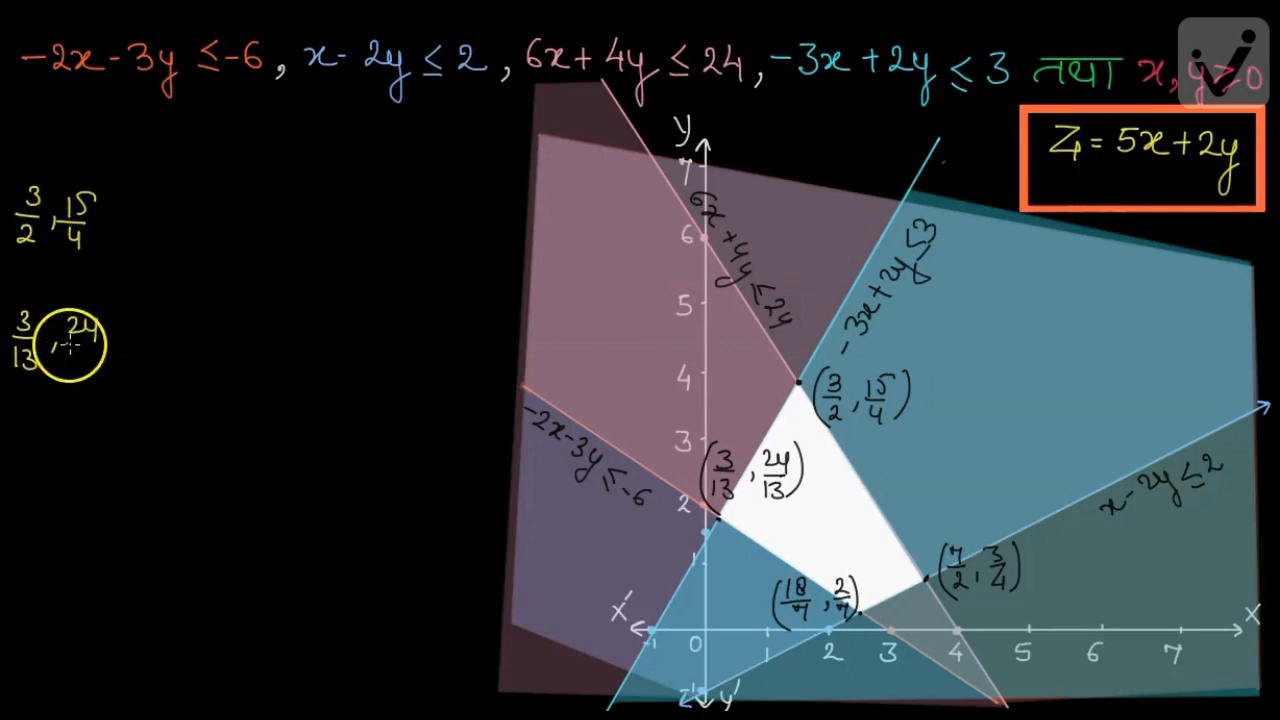 -2x-3y ≤-6, x-2y ≤ 2, 6x+4y ≤ 24, -3x+2y ≤ 3 तथा x, y ≥ 0
Z = 5x+2y
3/2, 15/4
3/13, 24
y
7
6
5
4
3
2
1
6x+4y ≤ 24
-3x+2y ≤ 3
(3/2, 15/4)
-2x-3y ≤ -6
(3/13, 24/13)
x-2y ≤ 2
(7/2, 3/4)
(18/7, 2/7)
X' -1 0 1 2 3 4 5 6 7 X
y'